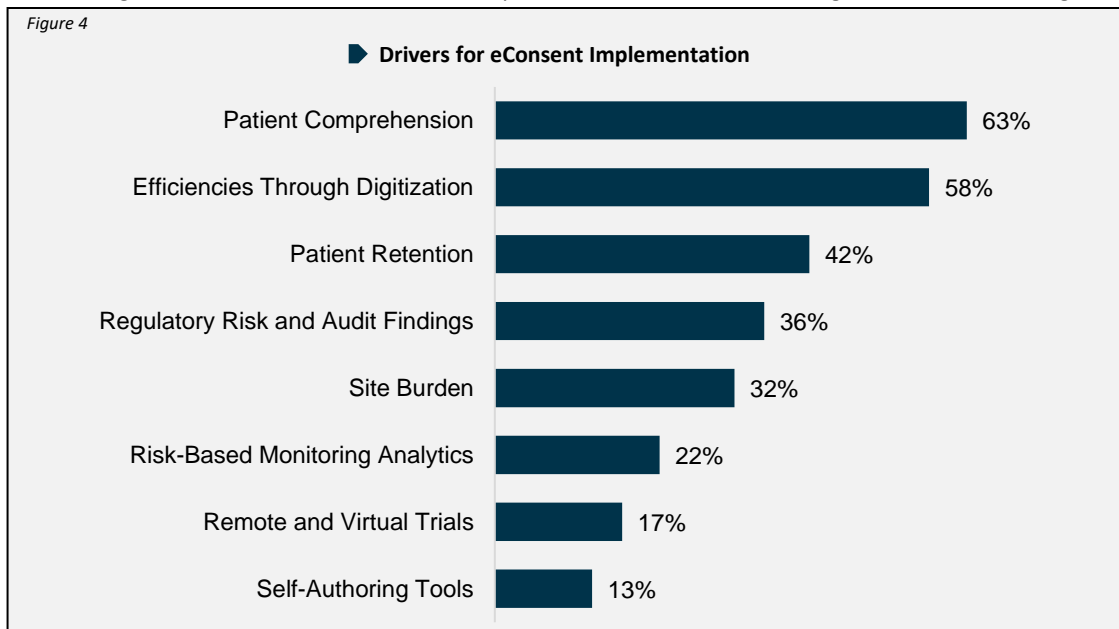 Figure 4
Drivers for eConsent Implementation
Patient Comprehension 63%
Efficiencies Through Digitization 58%
Patient Retention 42%
Regulatory Risk and Audit Findings 36%
Site Burden 32%
Risk-Based Monitoring Analytics 22%
Remote and Virtual Trials 17%
Self-Authoring Tools 13%